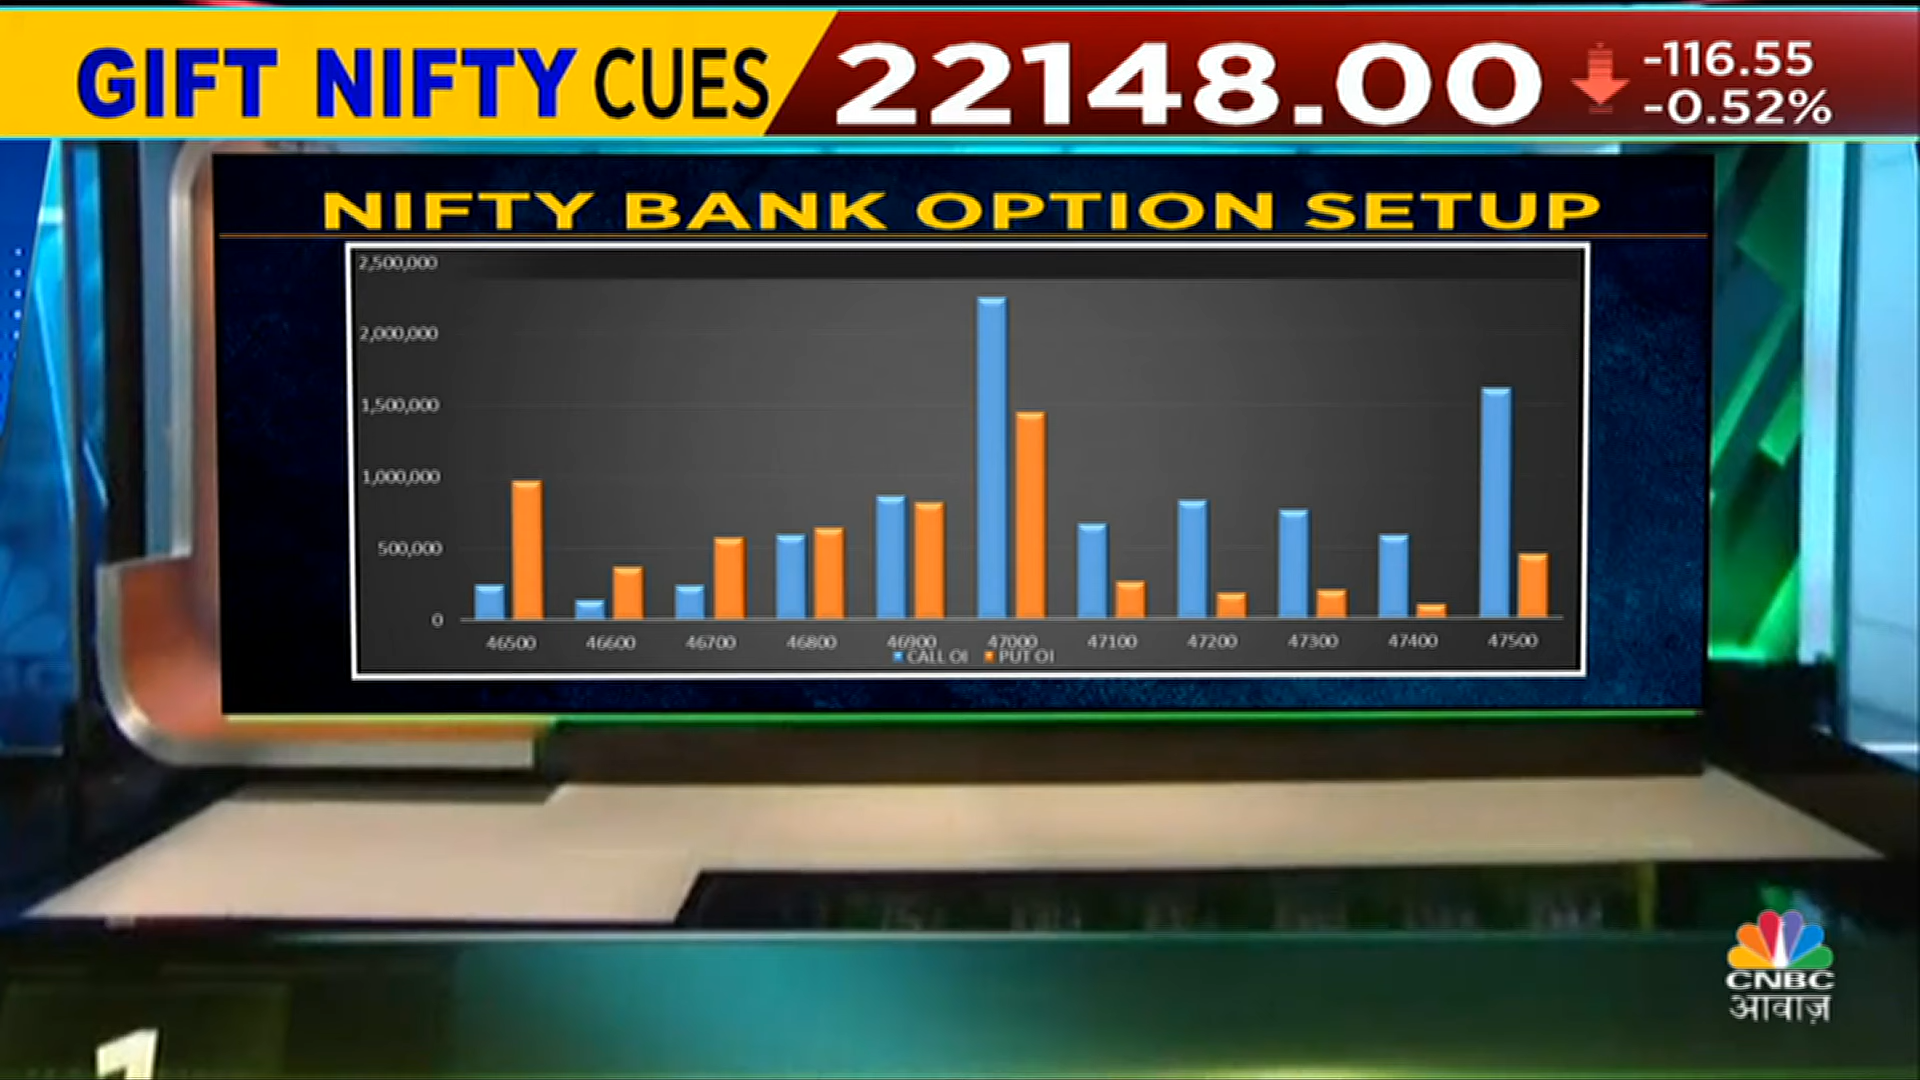 GIFT NIFTY CUES 22148.00 -116.55
-0.52%
NIFTY BANK OPTION SETUP
2,500,000
2,000,000
1,500,000
1,000,000
500,000
0
46500 46600 46700 46800 46900 47000 47100 47200 47300 47400 47500
CALL OI PUT OI
CNBC
आवाज़
1